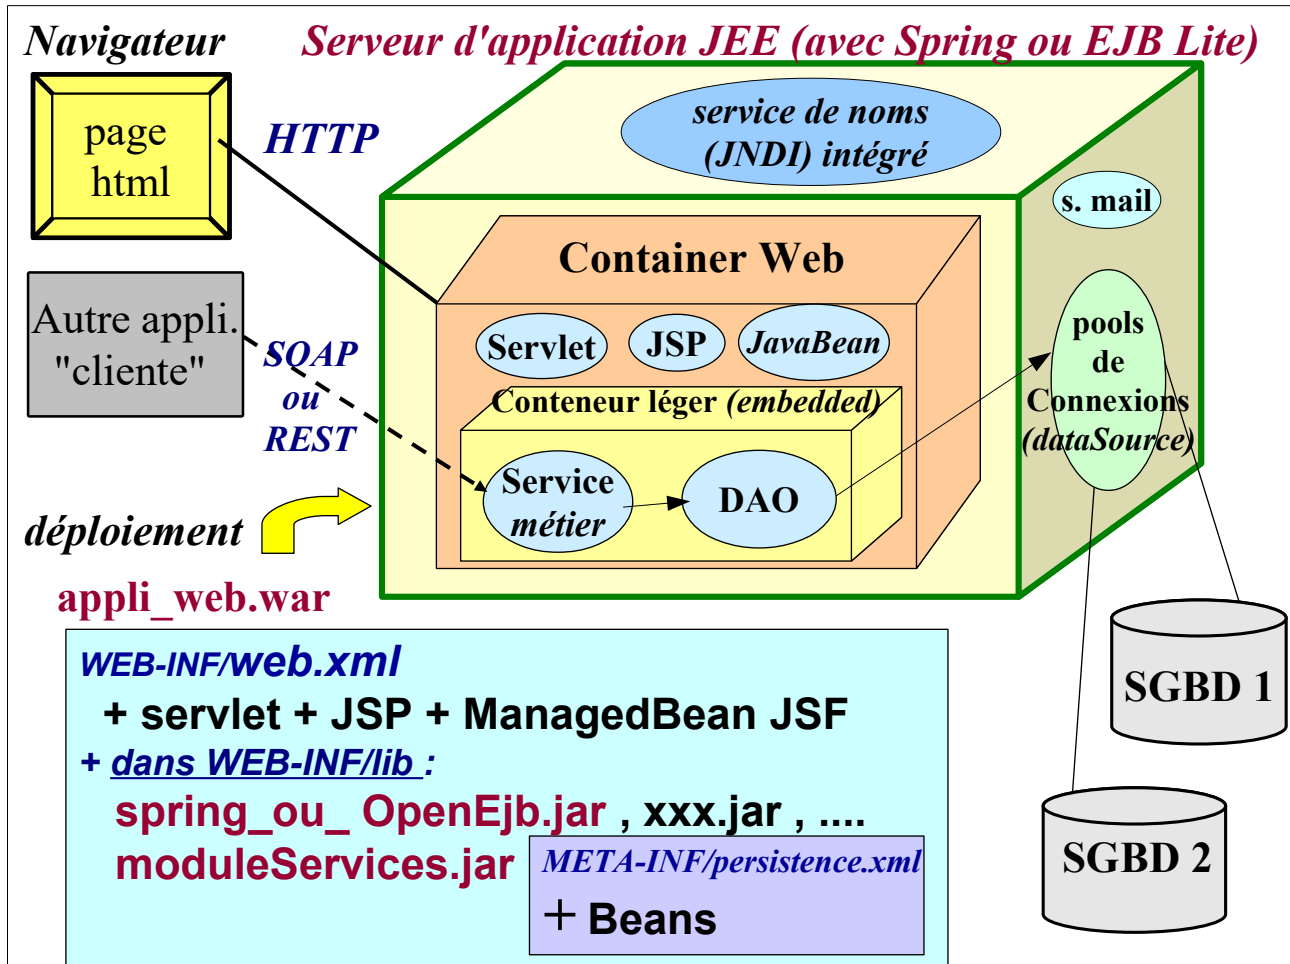 Navigateur
Serveur d'application JEE (avec Spring ou EJB Lite)
page
html
HTTP
service de noms
(JNDI) intégré
s. mail
Container Web
Autre appli.
"cliente"
SOAP
ou
REST
Servlet
JSP
JavaBean
pools
de
Connexions
(dataSource)
Conteneur léger (embedded)
Service
métier
DAO
déploiement
appli_web.war
WEB-INF/web.xml
+ servlet + JSP + ManagedBean JSF
+ dans WEB-INF/lib :
spring_ou_ OpenEjb.jar , xxx.jar , ....
moduleServices.jar
META-INF/persistence.xml
+ Beans
SGBD 1
SGBD 2